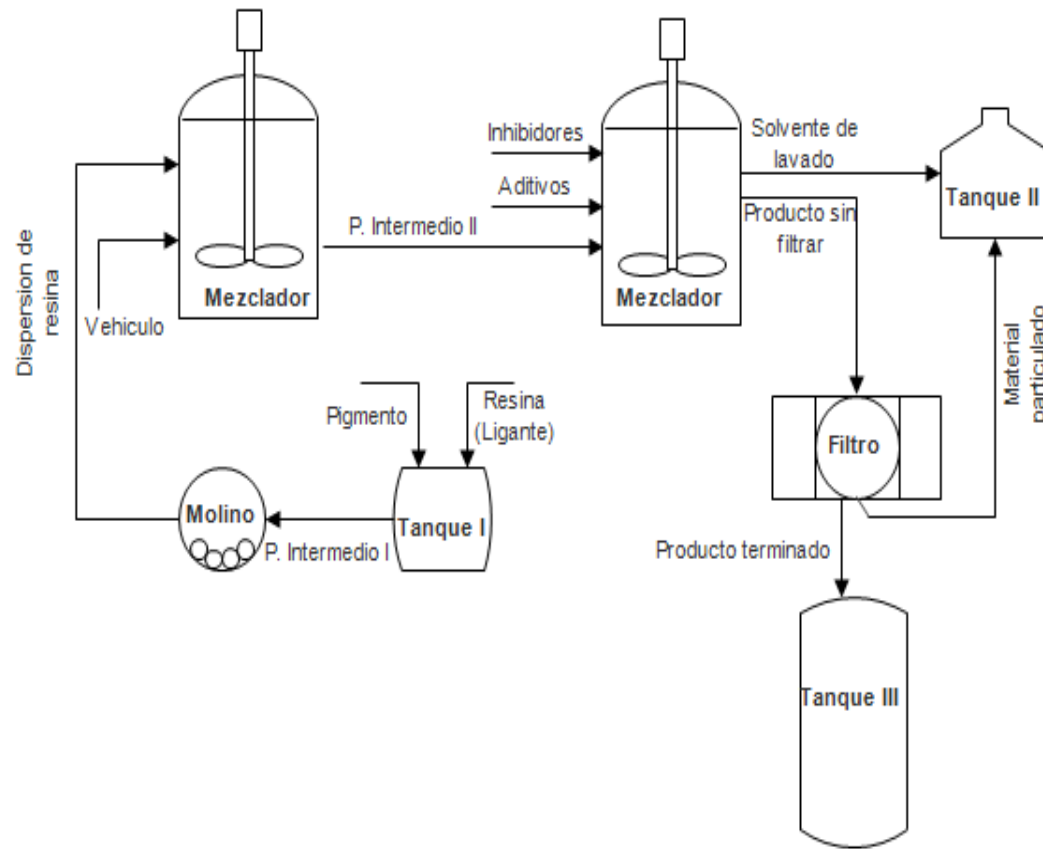 Inhibidores
Solvente de
lavado
Aditivos
Tanque II
Producto sin
filtrar
P. Intermedio II
Dispersion de
resina
Mezclador
Mezclador
Vehiculo
Material
particulado
Pigmento
Resina
(Ligante)
Filtro
Molino
Tanque I
P. Intermedio I
Producto terminado
Tanque III